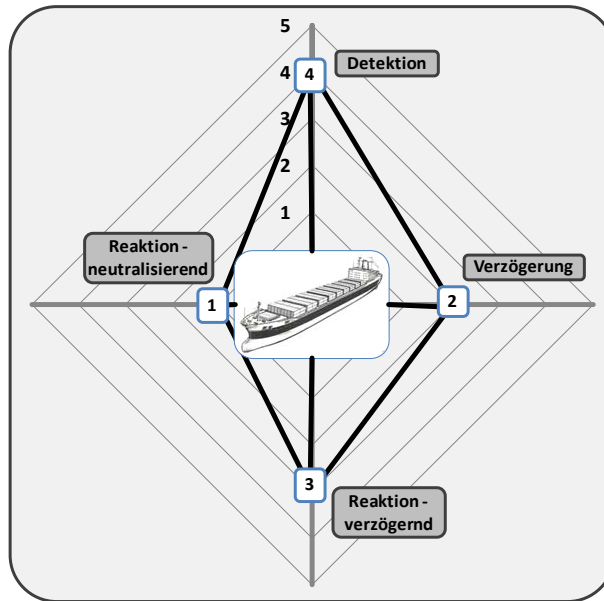 5
4
4
Detektion
3
2
1
Reaktion -
neutralisierend
Verzögerung
1
2
3
Reaktion -
verzögernd